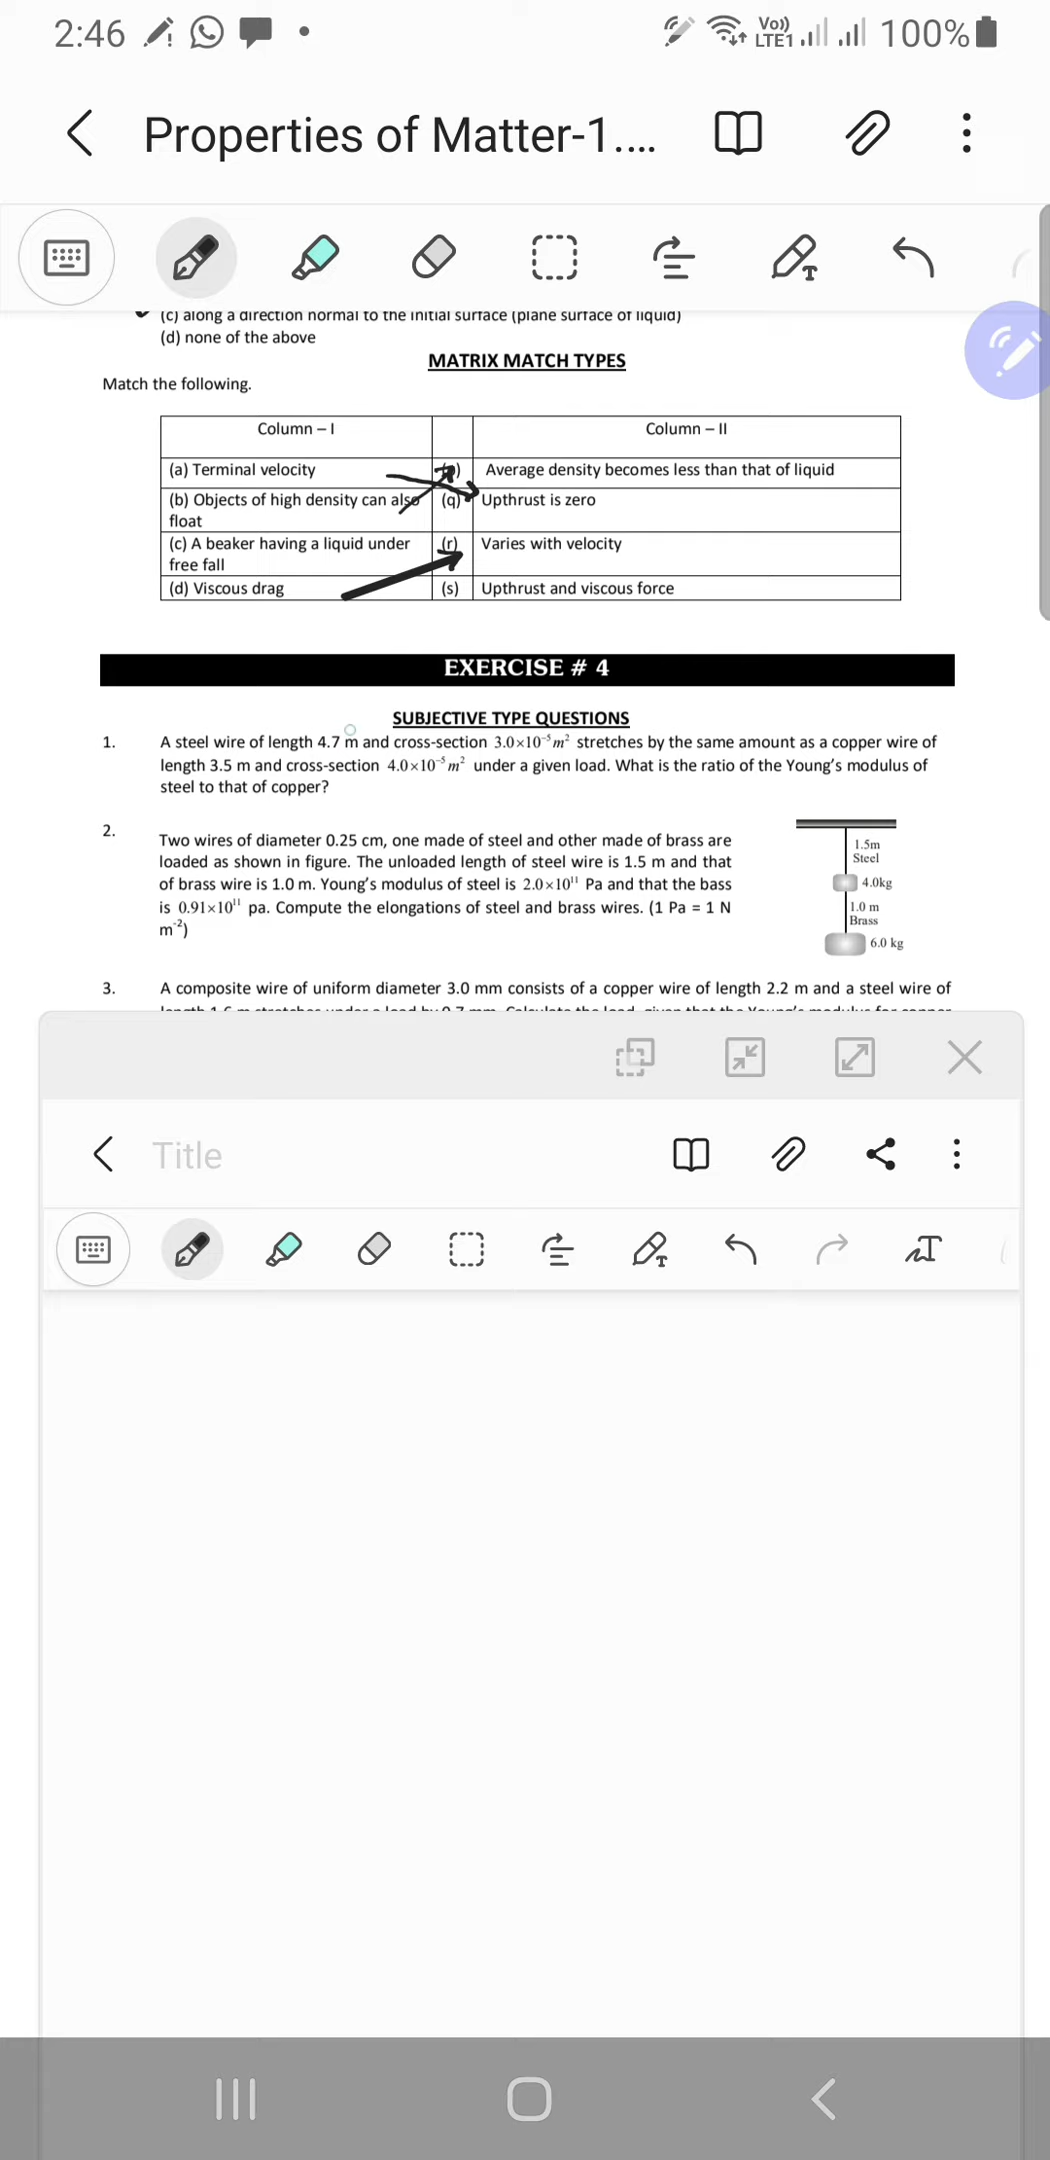 2:46
Vo))
LTE1
100%
Properties of Matter-1....
(c) along a direction normal to the initial surface (plane surface of liquid)
(d) none of the above
MATRIX MATCH TYPES
Match the following.
Column – I
Column – II
(a) Terminal velocity
Average density becomes less than that of liquid
(b) Objects of high density can also
float
(q)
Upthrust is zero
(c) A beaker having a liquid under
free fall
(r)
Varies with velocity
(d) Viscous drag
(s)
Upthrust and viscous force
EXERCISE # 4
SUBJECTIVE TYPE QUESTIONS
1. A steel wire of length 4.7 m and cross-section 3.0×10⁻⁵ m² stretches by the same amount as a copper wire of
length 3.5 m and cross-section 4.0×10⁻⁵ m² under a given load. What is the ratio of the Young's modulus of
steel to that of copper?
2.
Two wires of diameter 0.25 cm, one made of steel and other made of brass are
loaded as shown in figure. The unloaded length of steel wire is 1.5 m and that
of brass wire is 1.0 m. Young's modulus of steel is 2.0×10¹¹ Pa and that the bass
is 0.91×10¹¹ pa. Compute the elongations of steel and brass wires. (1 Pa = 1 N
m⁻²)
1.5m
Steel
4.0kg
1.0 m
Brass
6.0 kg
3. A composite wire of uniform diameter 3.0 mm consists of a copper wire of length 2.2 m and a steel wire of
Title